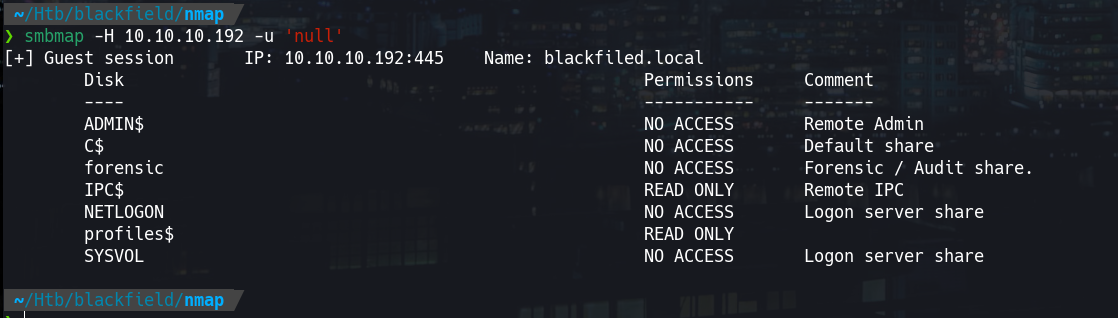 ~/Htb/blackfield/nmap
❯ smbmap -H 10.10.10.192 -u 'null'
[+] Guest session IP: 10.10.10.192:445 Name: blackfiled.local
Disk Permissions Comment
---- ----------- -------
ADMIN$ NO ACCESS Remote Admin
C$ NO ACCESS Default share
forensic NO ACCESS Forensic / Audit share.
IPC$ READ ONLY Remote IPC
NETLOGON NO ACCESS Logon server share
profiles$ READ ONLY
SYSVOL NO ACCESS Logon server share
~/Htb/blackfield/nmap